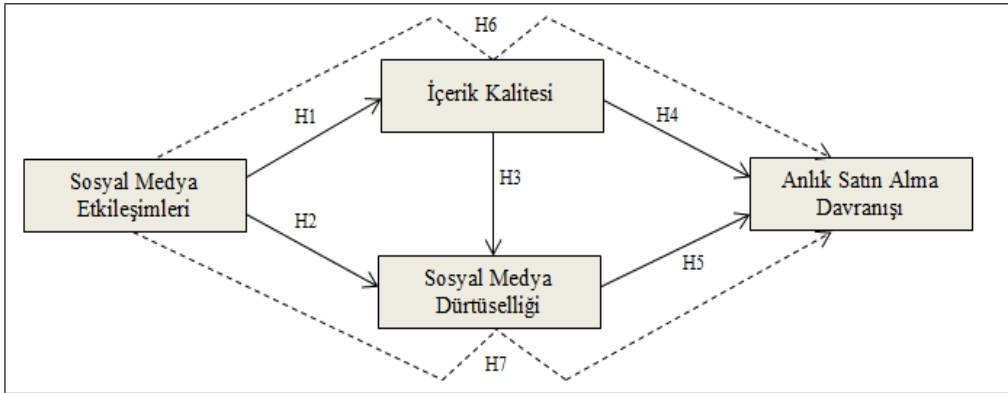 H6
İçerik Kalitesi
H1
H4
H3
Sosyal Medya
Etkileşimleri
Anlık Satın Alma
Davranışı
H2
H5
Sosyal Medya
Dürtüselliği
H7